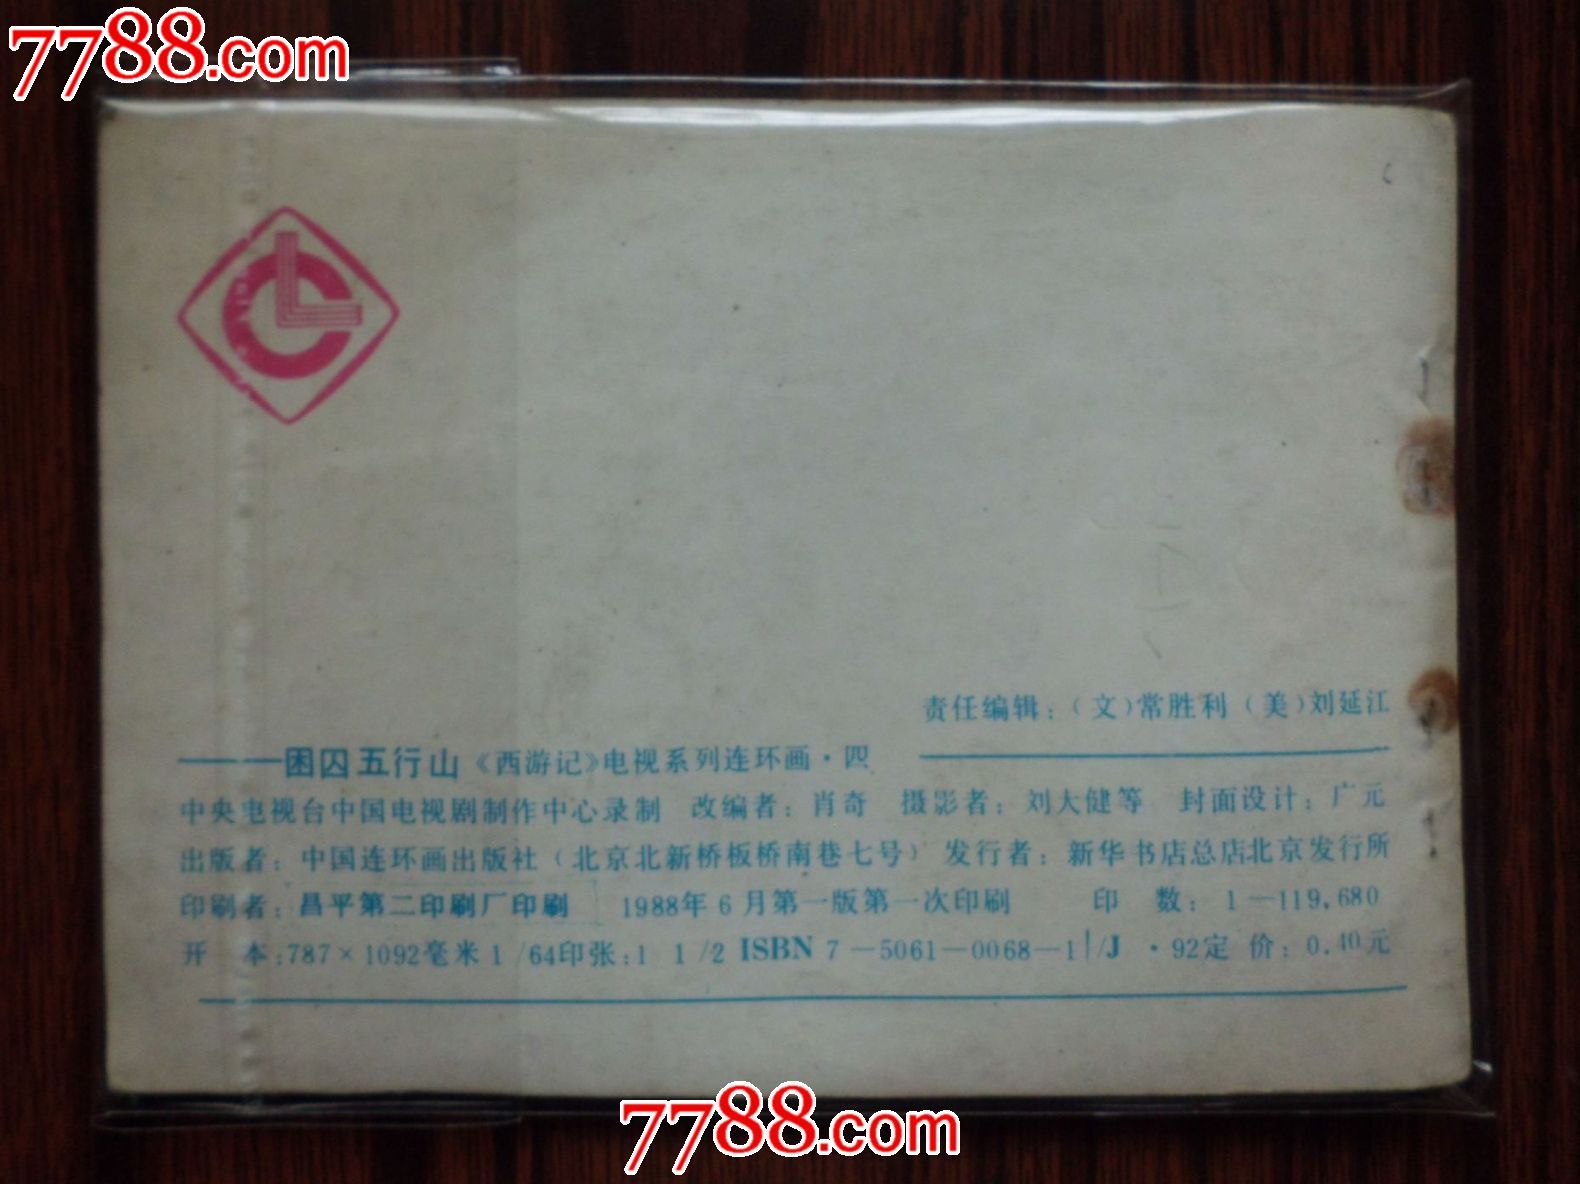 7788.com
责任编辑：（文）常胜利（美）刘延江
———困囚五行山《西游记》电视系列连环画·四
中央电视台中国电视剧制作中心录制 改编者：肖奇 摄影者：刘大健等 封面设计：广元
出版者：中国连环画出版社（北京北新桥板桥南巷七号） 发行者：新华书店总店北京发行所
印刷者：昌平第二印刷厂印刷 1988年6月第一版第一次印刷 印 数：1—119,680
开 本：787×1092毫米1/64印张：1 1/2 ISBN 7—5061—0068—1/J·92定 价：0.40元
7788.com